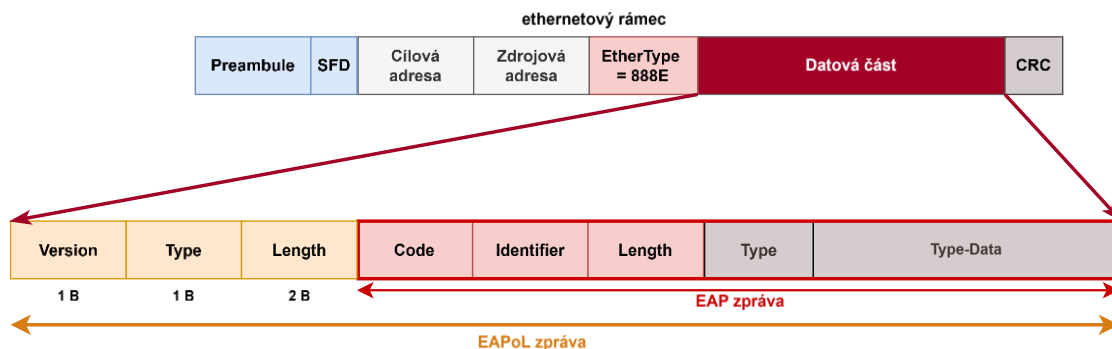 ethernetový rámec
Preambule
SFD
Cílová
adresa
Zdrojová
adresa
EtherType
= 888E
Datová část
CRC
Version
Type
Length
Code
Identifier
Length
Type
Type-Data
1 B
1 B
2 B
EAP zpráva
EAPoL zpráva